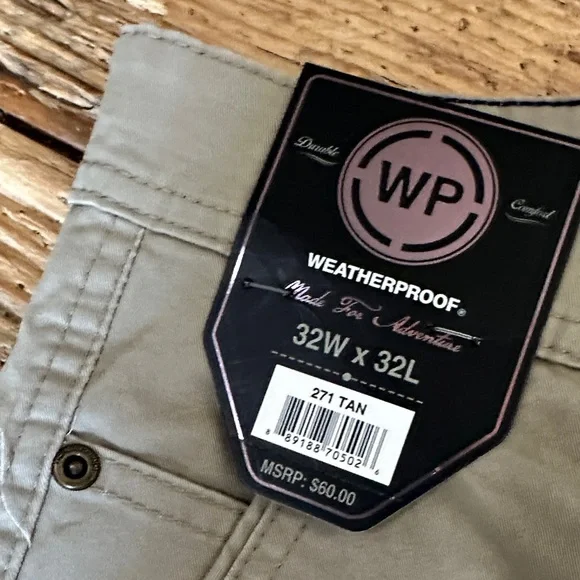 WP
Durable
Comfort
WEATHERPROOF®
Made For Adventure
32W x 32L
271 TAN
8 89188 70502 6
MSRP: $60.00